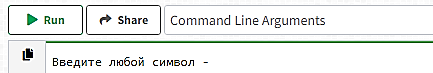 Run Share Command Line Arguments
Введите любой символ -